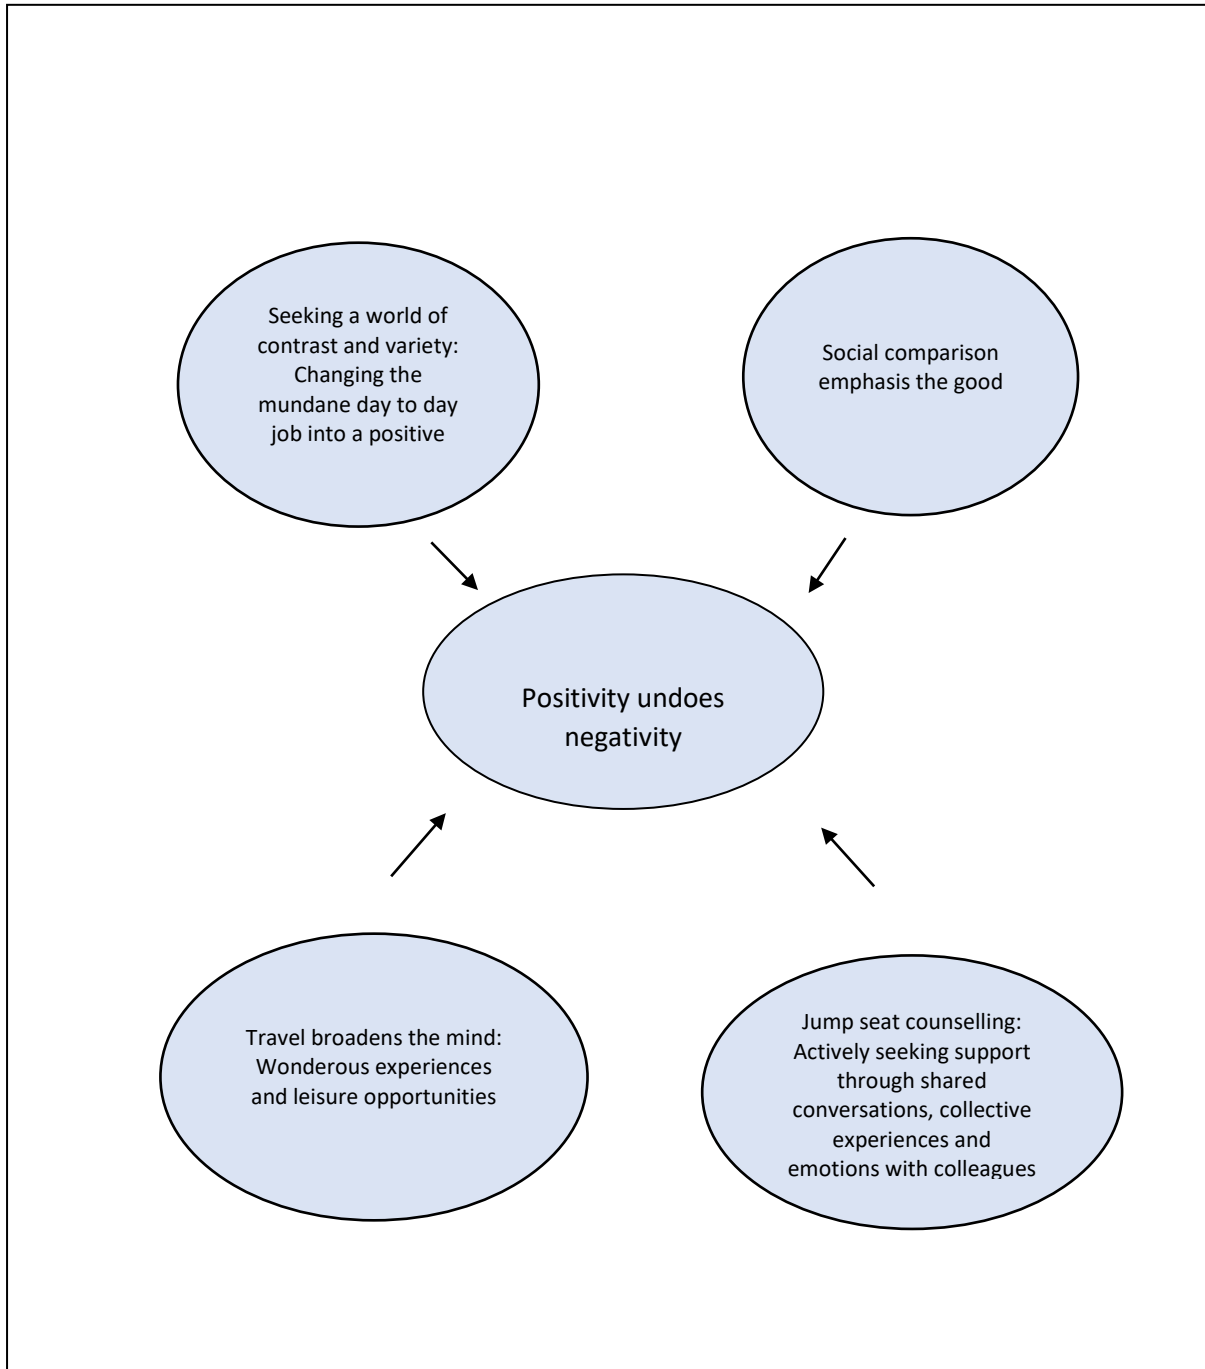 Seeking a world of
contrast and variety:
Changing the
mundane day to day
job into a positive
Social comparison
emphasis the good
Positivity undoes
negativity
Travel broadens the mind:
Wonderous experiences
and leisure opportunities
Jump seat counselling:
Actively seeking support
through shared
conversations, collective
experiences and
emotions with colleagues